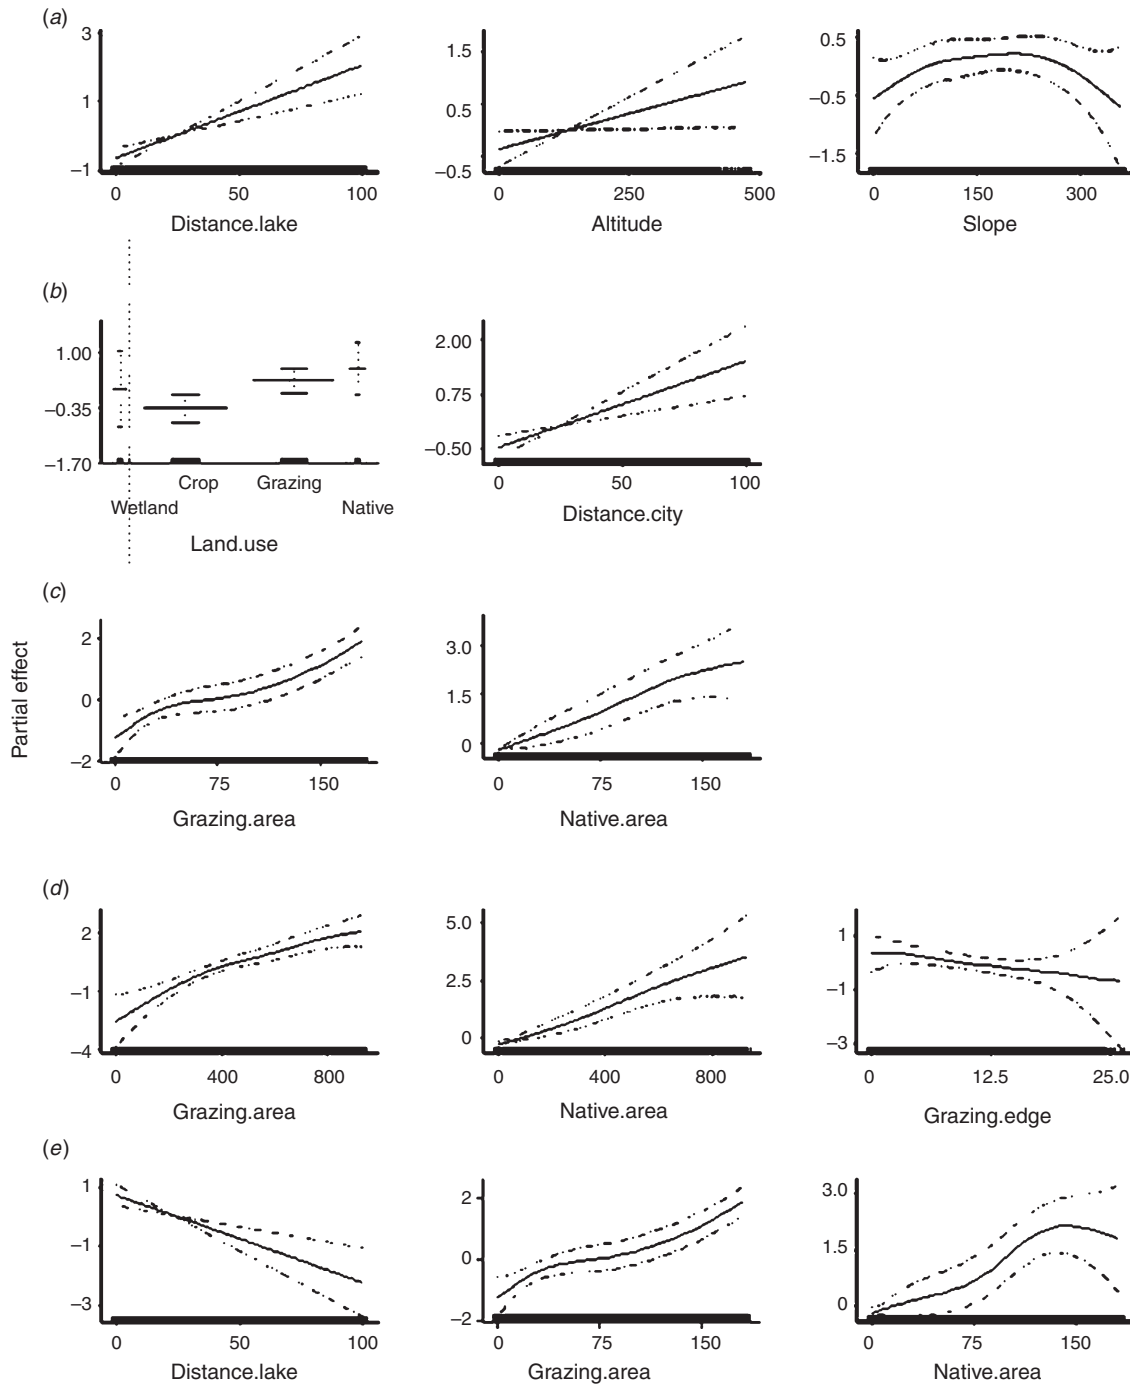 (a)
3
1
–1
0 50 100
Distance.lake
1.5
0.5
–0.5
0 250 500
Altitude
0.5
–0.5
–1.5
0 150 300
Slope
(b)
1.00
–0.35
–1.70
Crop Grazing
Wetland Native
Land.use
2.00
0.75
–0.50
0 50 100
Distance.city
Partial effect
(c)
2
0
–2
0 75 150
Grazing.area
3.0
1.5
0
0 75 150
Native.area
(d)
2
–1
–4
0 400 800
Grazing.area
5.0
2.5
0
0 400 800
Native.area
1
–1
–3
0 12.5 25.0
Grazing.edge
(e)
1
–1
–3
0 50 100
Distance.lake
2
0
–2
0 75 150
Grazing.area
3.0
1.5
0
0 75 150
Native.area